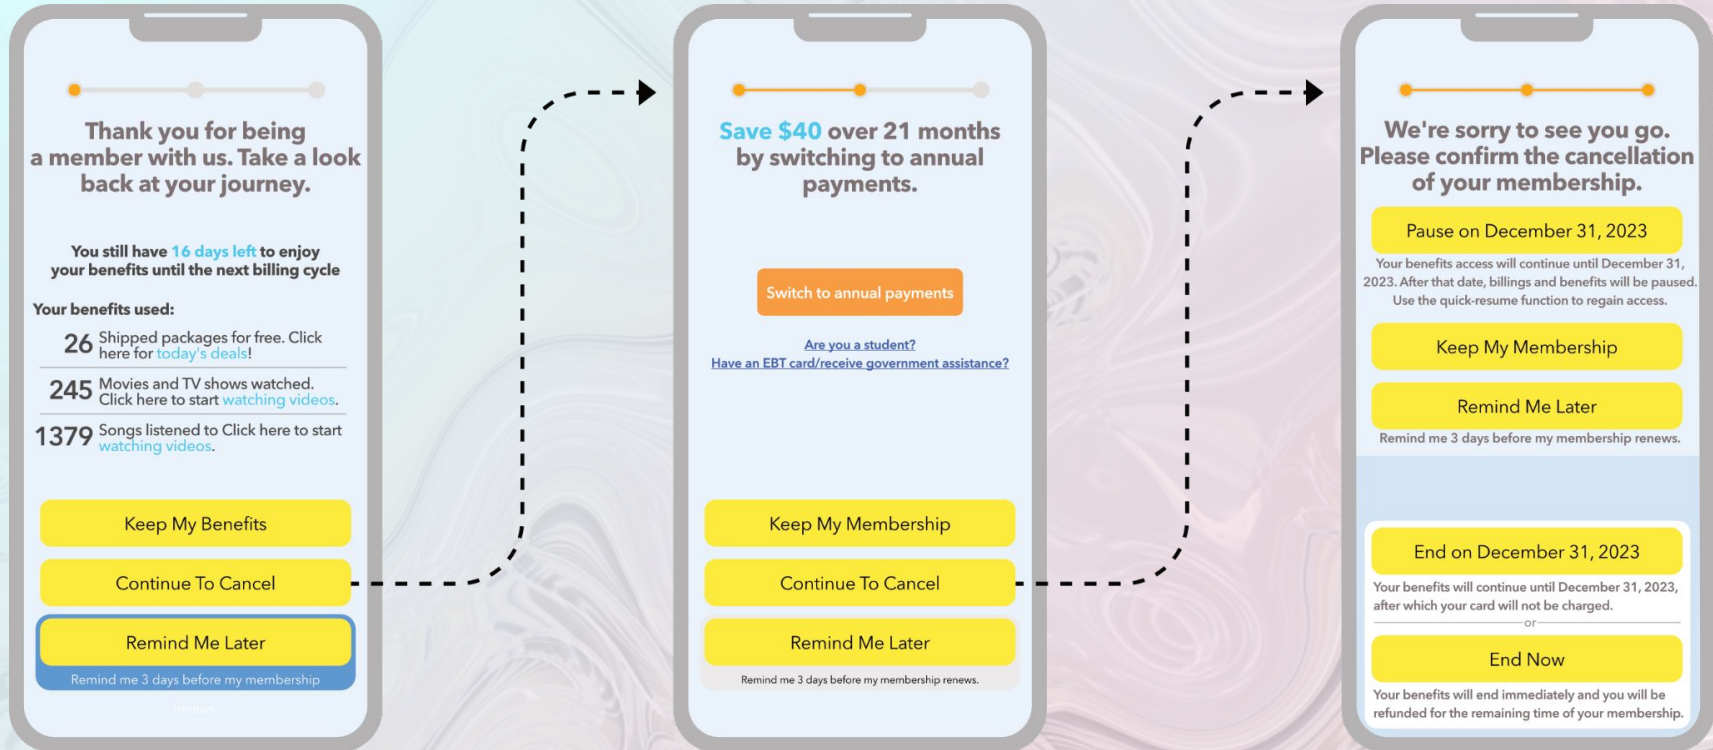 Thank you for being
a member with us. Take a look
back at your journey.
You still have 16 days left to enjoy
your benefits until the next billing cycle
Your benefits used:
26 Shipped packages for free. Click
here for today's deals!
245 Movies and TV shows watched.
Click here to start watching videos.
1379 Songs listened to Click here to start
watching videos.
Keep My Benefits
Continue To Cancel
Remind Me Later
Remind me 3 days before my membership
renews
Save $40 over 21 months
by switching to annual
payments.
Switch to annual payments
Are you a student?
Have an EBT card/receive government assistance?
Keep My Membership
Continue To Cancel
Remind Me Later
Remind me 3 days before my membership renews.
We're sorry to see you go.
Please confirm the cancellation
of your membership.
Pause on December 31, 2023
Your benefits access will continue until December 31,
2023. After that date, billings and benefits will be paused.
Use the quick-resume function to regain access.
Keep My Membership
Remind Me Later
Remind me 3 days before my membership renews.
End on December 31, 2023
Your benefits will continue until December 31, 2023,
after which your card will not be charged.
or
End Now
Your benefits will end immediately and you will be
refunded for the remaining time of your membership.